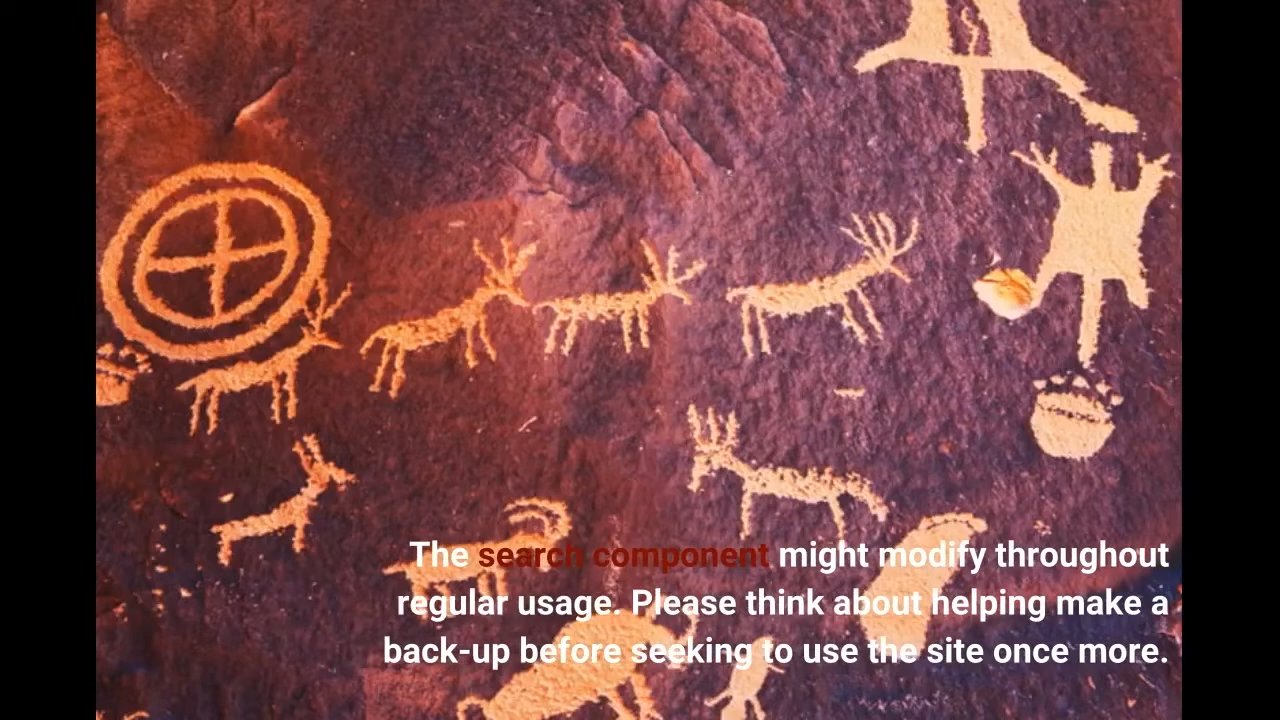 The search component might modify throughout
regular usage. Please think about helping make a
back-up before seeking to use the site once more.